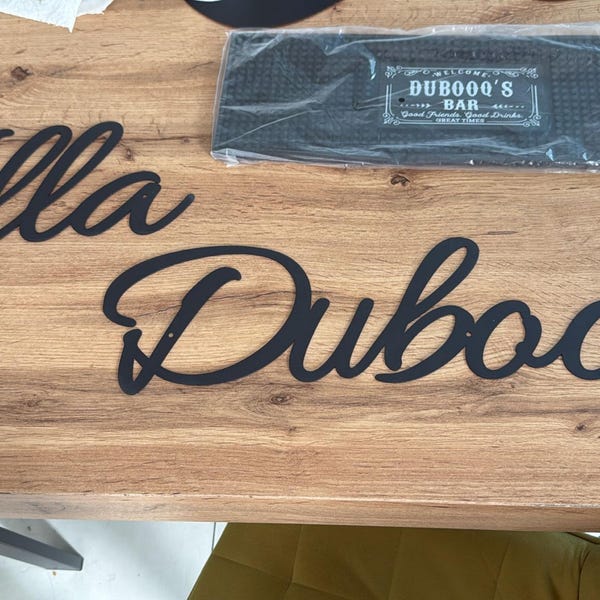 WELCOME
DUBOOQ'S
BAR
Good Friends. Good Drinks.
GREAT TIMES
lla
Duboo